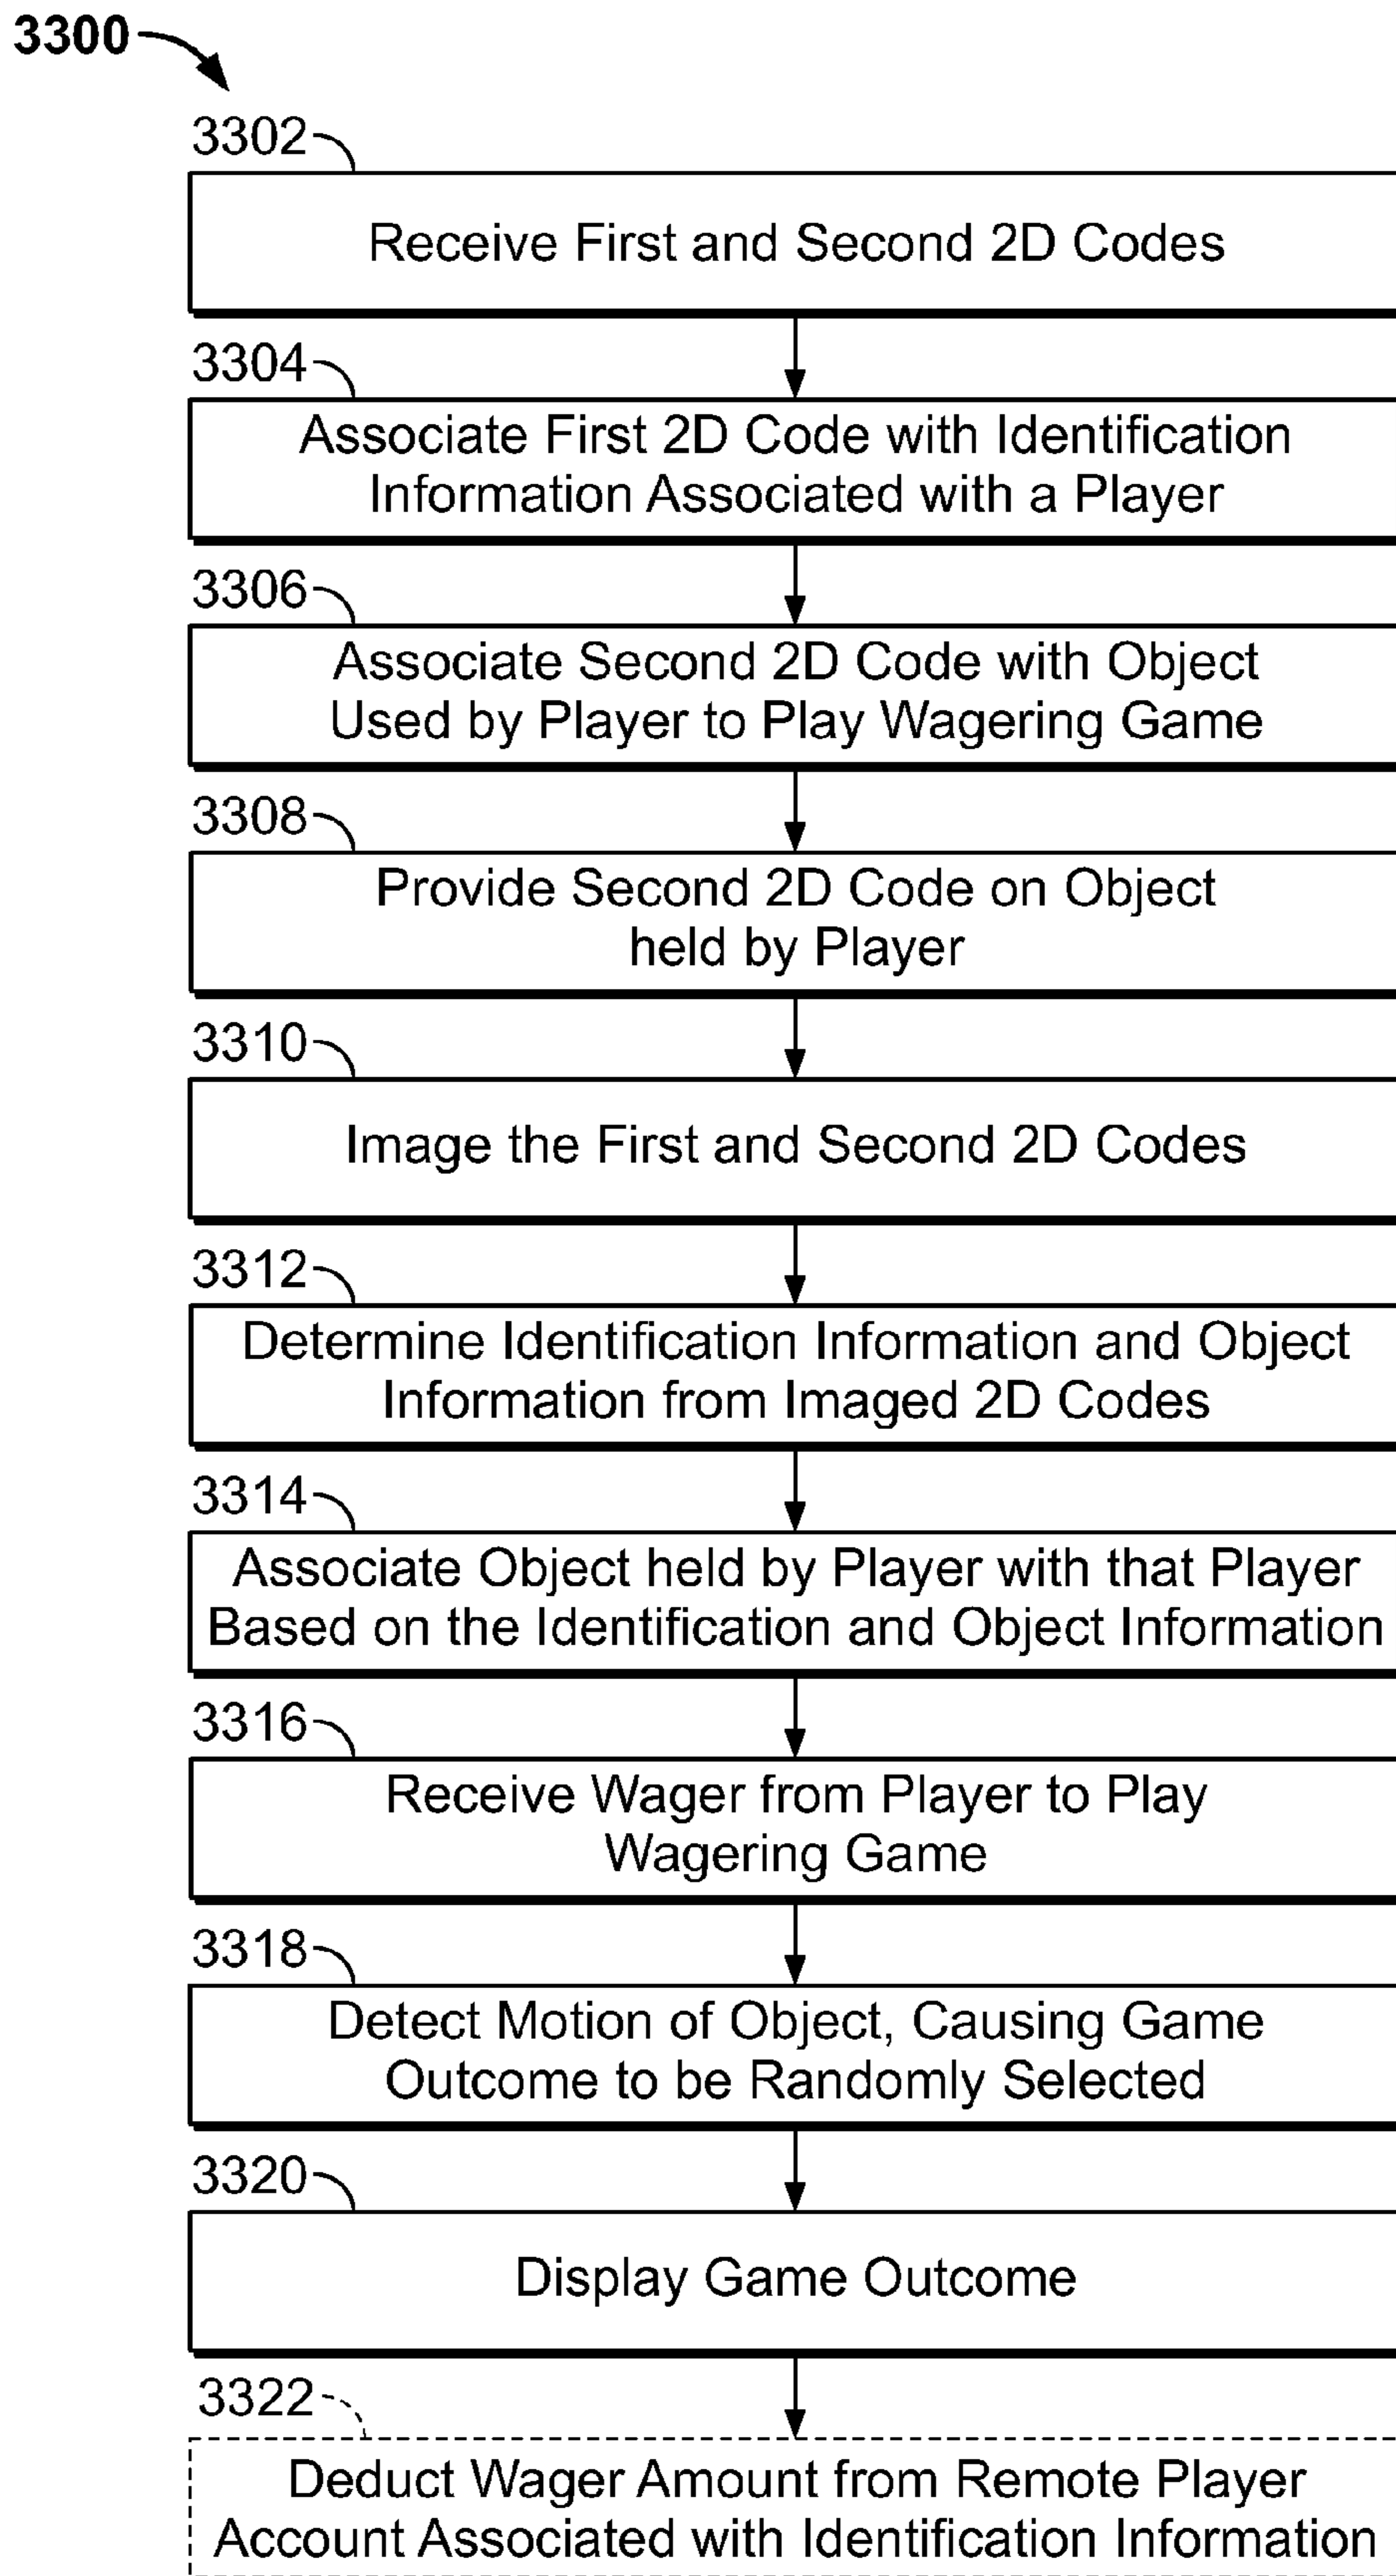 3300
3302
Receive First and Second 2D Codes
3304
Associate First 2D Code with Identification
Information Associated with a Player
3306
Associate Second 2D Code with Object
Used by Player to Play Wagering Game
3308
Provide Second 2D Code on Object
held by Player
3310
Image the First and Second 2D Codes
3312
Determine Identification Information and Object
Information from Imaged 2D Codes
3314
Associate Object held by Player with that Player
Based on the Identification and Object Information
3316
Receive Wager from Player to Play
Wagering Game
3318
Detect Motion of Object, Causing Game
Outcome to be Randomly Selected
3320
Display Game Outcome
3322
Deduct Wager Amount from Remote Player
Account Associated with Identification Information